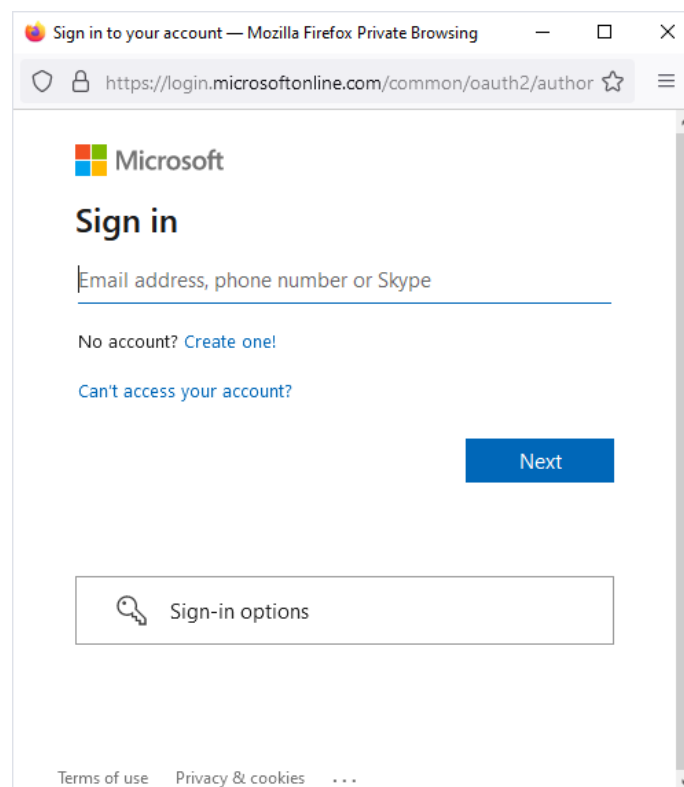 Sign in to your account — Mozilla Firefox Private Browsing
https://login.microsoftonline.com/common/oauth2/author
Microsoft
Sign in
Email address, phone number or Skype
No account? Create one!
Can't access your account?
Next
Sign-in options
Terms of use Privacy & cookies ...